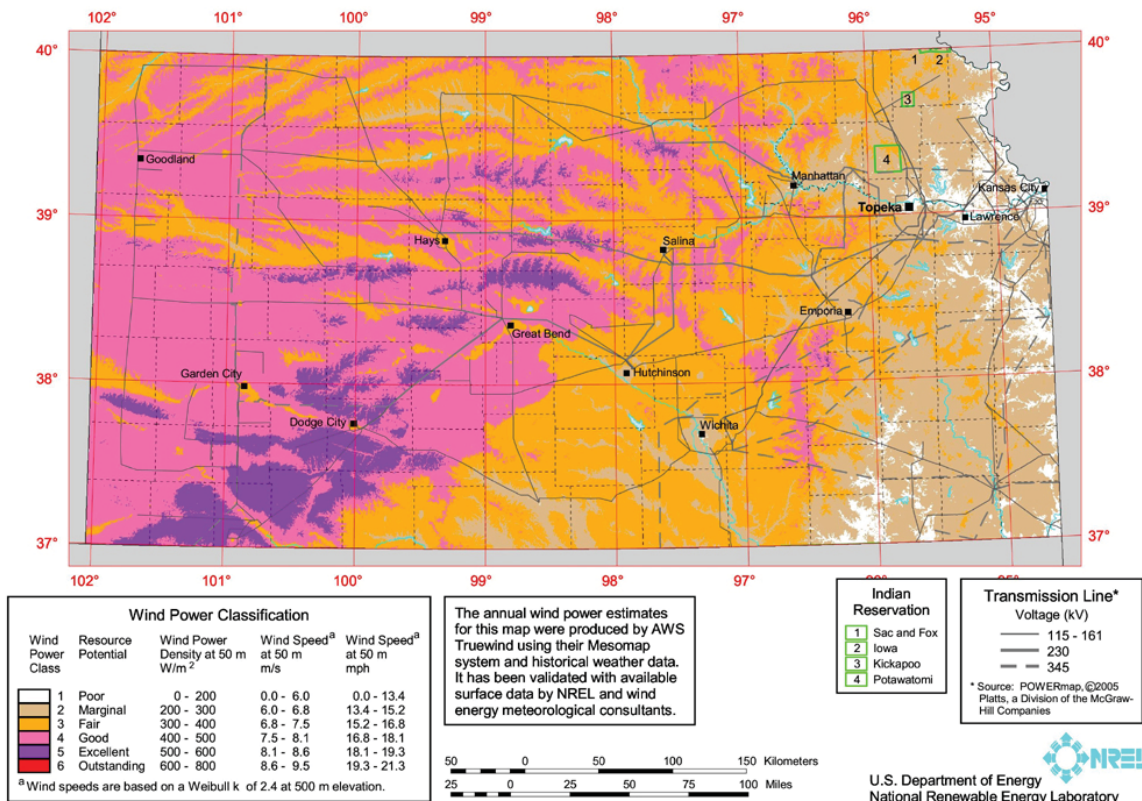 102° 101° 100° 99° 98° 97° 96° 95°
40° 40°
1 2
3
4
Goodland
Manhattan
Kansas City
39° Topeka 39°
Lawrence
Hays
Salina
Emporia
Great Bend
38° Garden City Hutchinson 38°
Dodge City
Wichita
37° 37°
102° 101° 100° 99° 98° 97° 96°
Wind Power Classification
Wind Power Class Resource Potential Wind Power Density at 50 m W/m 2 Wind Speed a at 50 m m/s Wind Speed a at 50 m mph
1 Poor 0 - 200 0.0 - 6.0 0.0 - 13.4
2 Marginal 200 - 300 6.0 - 6.8 13.4 - 15.2
3 Fair 300 - 400 6.8 - 7.5 15.2 - 16.8
4 Good 400 - 500 7.5 - 8.1 16.8 - 18.1
5 Excellent 500 - 600 8.1 - 8.6 18.1 - 19.3
6 Outstanding 600 - 800 8.6 - 9.5 19.3 - 21.3
a Wind speeds are based on a Weibull k of 2.4 at 500 m elevation.
The annual wind power estimates
for this map were produced by AWS
Truewind using their Mesomap
system and historical weather data.
It has been validated with available
surface data by NREL and wind
energy meteorological consultants.
Indian
Reservation
1 Sac and Fox
2 Iowa
3 Kickapoo
4 Potawatomi
Transmission Line*
Voltage (kV)
115 - 161
230
345
* Source: POWERmap, ©2005
Platts, a Division of the McGraw-
Hill Companies
50 0 50 100 150 Kilometers
25 0 25 50 75 100 Miles
NREL
U.S. Department of Energy
National Renewable Energy Laboratory